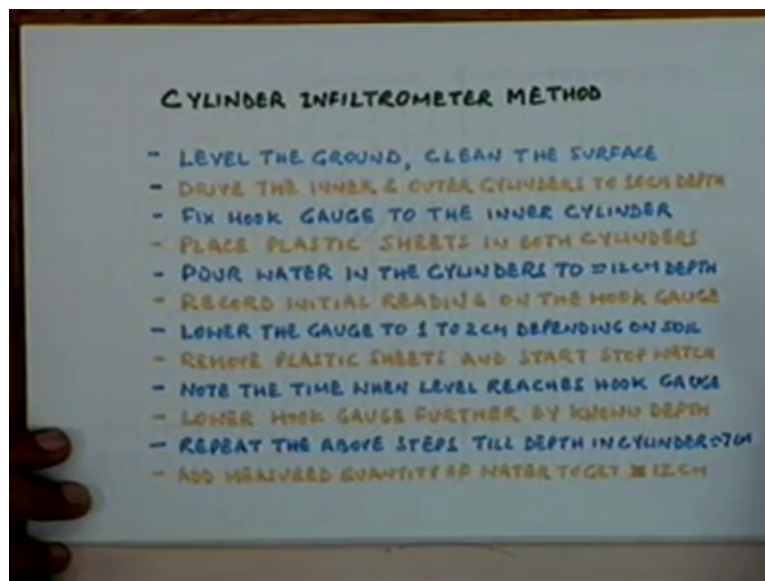 CYLINDER INFILTROMETER METHOD
- LEVEL THE GROUND, CLEAN THE SURFACE
- DRIVE THE INNER & OUTER CYLINDERS TO 10CM DEPTH
- FIX HOOK GAUGE TO THE INNER CYLINDER
- PLACE PLASTIC SHEETS IN BOTH CYLINDERS
- POUR WATER IN THE CYLINDERS TO ≈12CM DEPTH
- RECORD INITIAL READING ON THE HOOK GAUGE
- LOWER THE GAUGE TO 1 TO 2CM DEPENDING ON SOIL
- REMOVE PLASTIC SHEETS AND START STOP WATCH
- NOTE THE TIME WHEN LEVEL REACHES HOOK GAUGE
- LOWER HOOK GAUGE FURTHER BY KNOWN DEPTH
- REPEAT THE ABOVE STEPS TILL DEPTH IN CYLINDER ≈7CM
- ADD MEASURED QUANTITY OF WATER TO GET ≈ 12CM